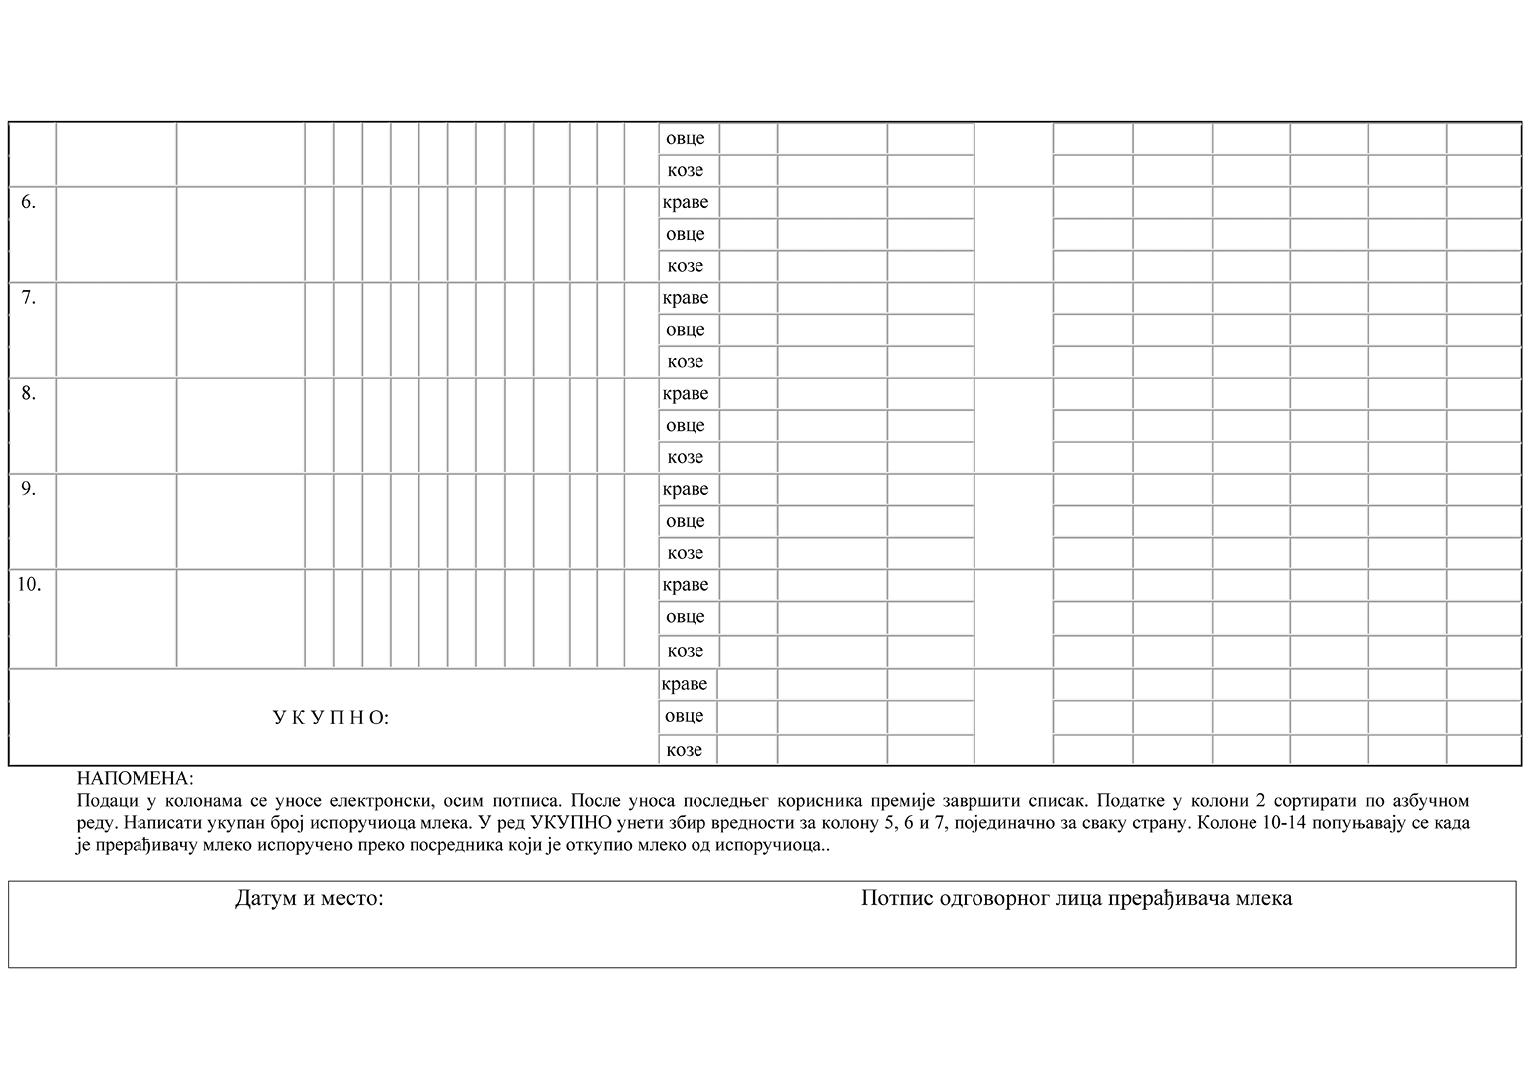 овце
козе
6. краве
овце
козе
7. краве
овце
козе
8. краве
овце
козе
9. краве
овце
козе
10. краве
овце
козе
краве
У К У П Н О: овце
козе
НАПОМЕНА:
Подаци у колонама се уносе електронски, осим потписа. После уноса последњег корисника премије завршити списак. Податке у колони 2 сортирати по азбучном
реду. Написати укупан број испоручиоца млека. У ред УКУПНО унети збир вредности за колону 5, 6 и 7, појединачно за сваку страну. Колоне 10-14 попуњавају се када
је прерађивачу млеко испоручено преко посредника који је откупио млеко од испоручиоца..
Датум и место: Потпис одговорног лица прерађивача млека